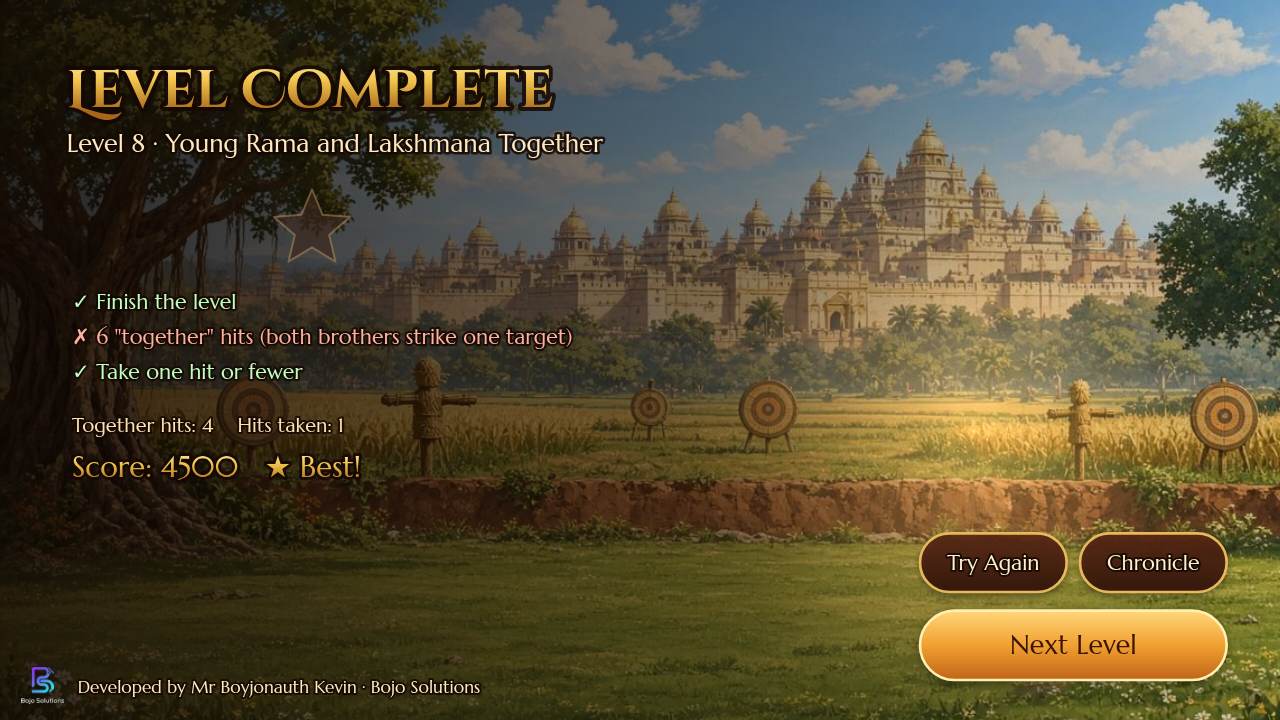 Level Complete
Level 8 · Young Rama and Lakshmana Together
✓ Finish the level
✗ 6 "together" hits (both brothers strike one target)
✓ Take one hit or fewer
Together hits: 4 Hits taken: 1
Score: 4500 ★ Best!
Try Again
Chronicle
Next Level
Bojo Solutions
Developed by Mr Boyjonauth Kevin · Bojo Solutions